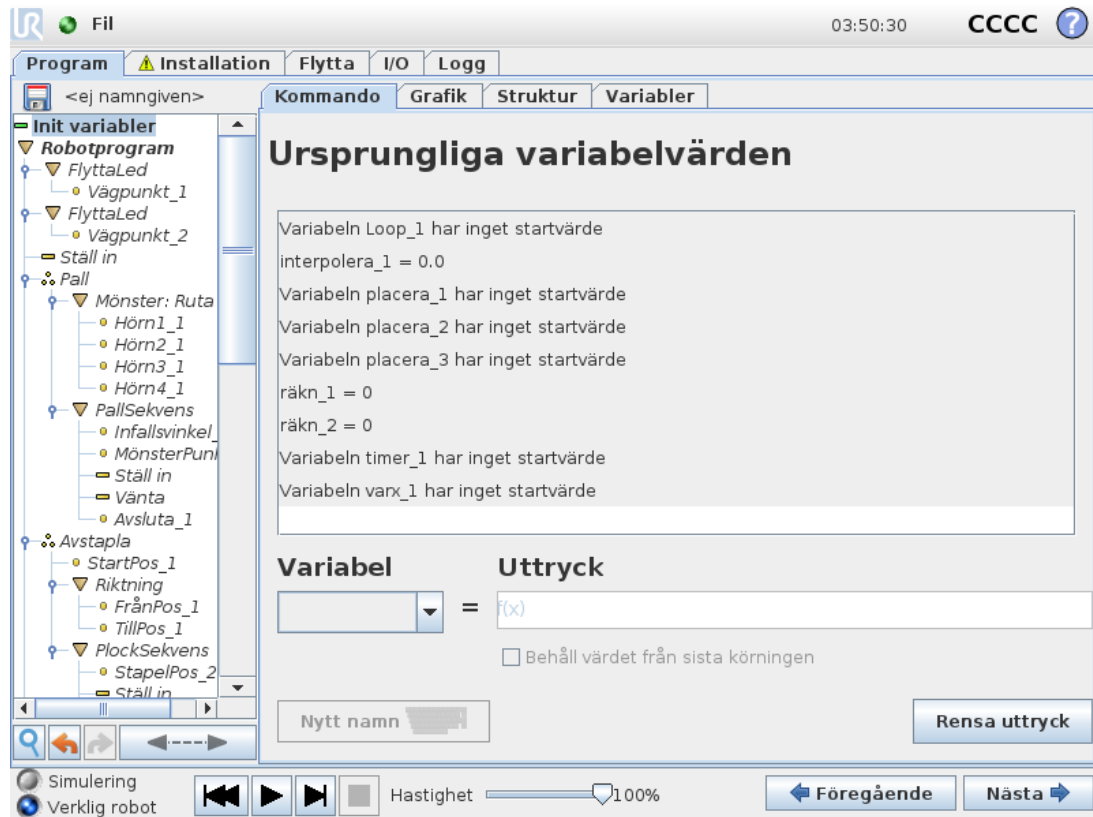 UR Fil 03:50:30 CCCC ?
Program Installation Flytta I/O Logg
<ej namngiven>
Kommando Grafik Struktur Variabler
Init variabler
Robotprogram
FlyttaLed
Vägpunkt_1
FlyttaLed
Vägpunkt_2
Ställ in
Pall
Mönster: Ruta
Hörn1_1
Hörn2_1
Hörn3_1
Hörn4_1
PallSekvens
Infallsvinkel_
Ställ in
Vänta
Avsluta_1
Avstapla
StartPos_1
Riktning
FrånPos_1
TillPos_1
PlockSekvens
StapelPos_2
Ställ in
Ursprungliga variabelvärden
Variabeln Loop_1 har inget startvärde
interpolera_1 = 0.0
Variabeln placera_1 har inget startvärde
Variabeln placera_2 har inget startvärde
Variabeln placera_3 har inget startvärde
räkn_1 = 0
räkn_2 = 0
Variabeln timer_1 har inget startvärde
Variabeln varx_1 har inget startvärde
Variabel Uttryck
= f(x)
Behåll värdet från sista körningen
Nytt namn
Rensa uttryck
Simulering
Verklig robot
Hastighet 100%
Föregående Nästa